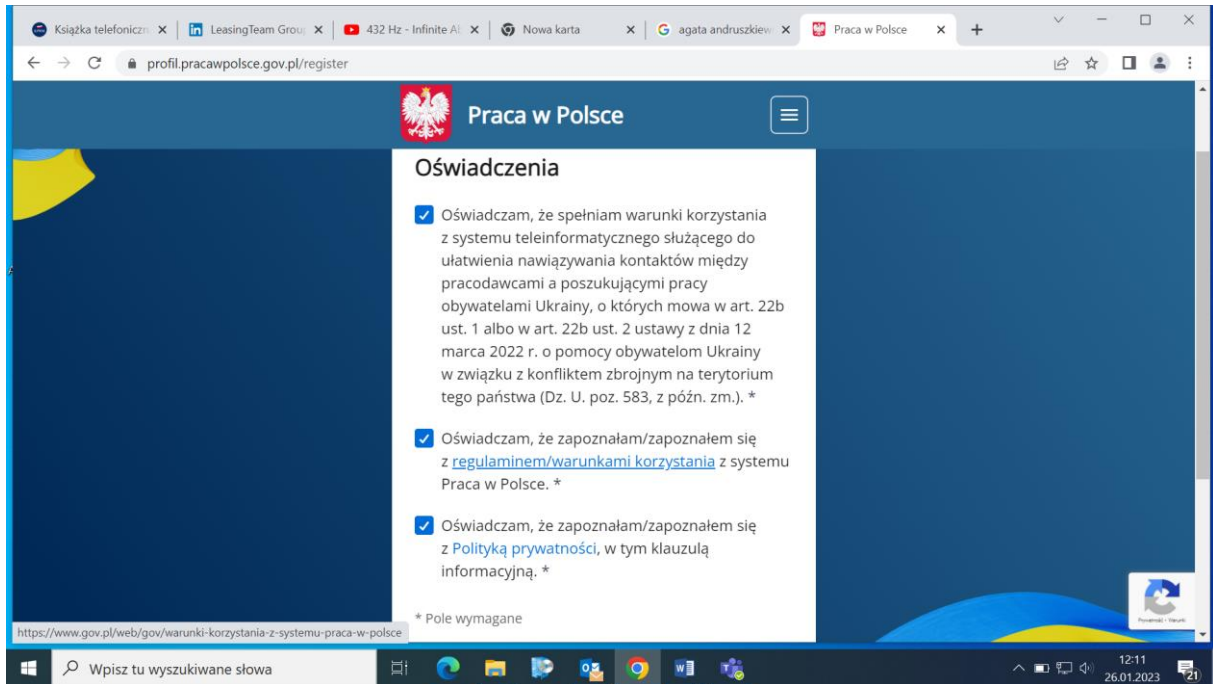 Książka telefoniczn
LeasingTeam Grou
432 Hz - Infinite Ab
Nowa karta
agata andruszkiew
Praca w Polsce
profil.pracawpolsce.gov.pl/register
Praca w Polsce
Oświadczenia
Oświadczam, że spełniam warunki korzystania
z systemu teleinformatycznego służącego do
ułatwienia nawiązywania kontaktów między
pracodawcami a poszukującymi pracy
obywatelami Ukrainy, o których mowa w art. 22b
ust. 1 albo w art. 22b ust. 2 ustawy z dnia 12
marca 2022 r. o pomocy obywatelom Ukrainy
w związku z konfliktem zbrojnym na terytorium
tego państwa (Dz. U. poz. 583, z późn. zm.). *
Oświadczam, że zapoznałam/zapoznałem się
z regulaminem/warunkami korzystania z systemu
Praca w Polsce. *
Oświadczam, że zapoznałam/zapoznałem się
z Polityką prywatności, w tym klauzulą
informacyjną. *
* Pole wymagane
Prywatność - Warunki
https://www.gov.pl/web/gov/warunki-korzystania-z-systemu-praca-w-polsce
Wpisz tu wyszukiwane słowa
12:11
26.01.2023
21